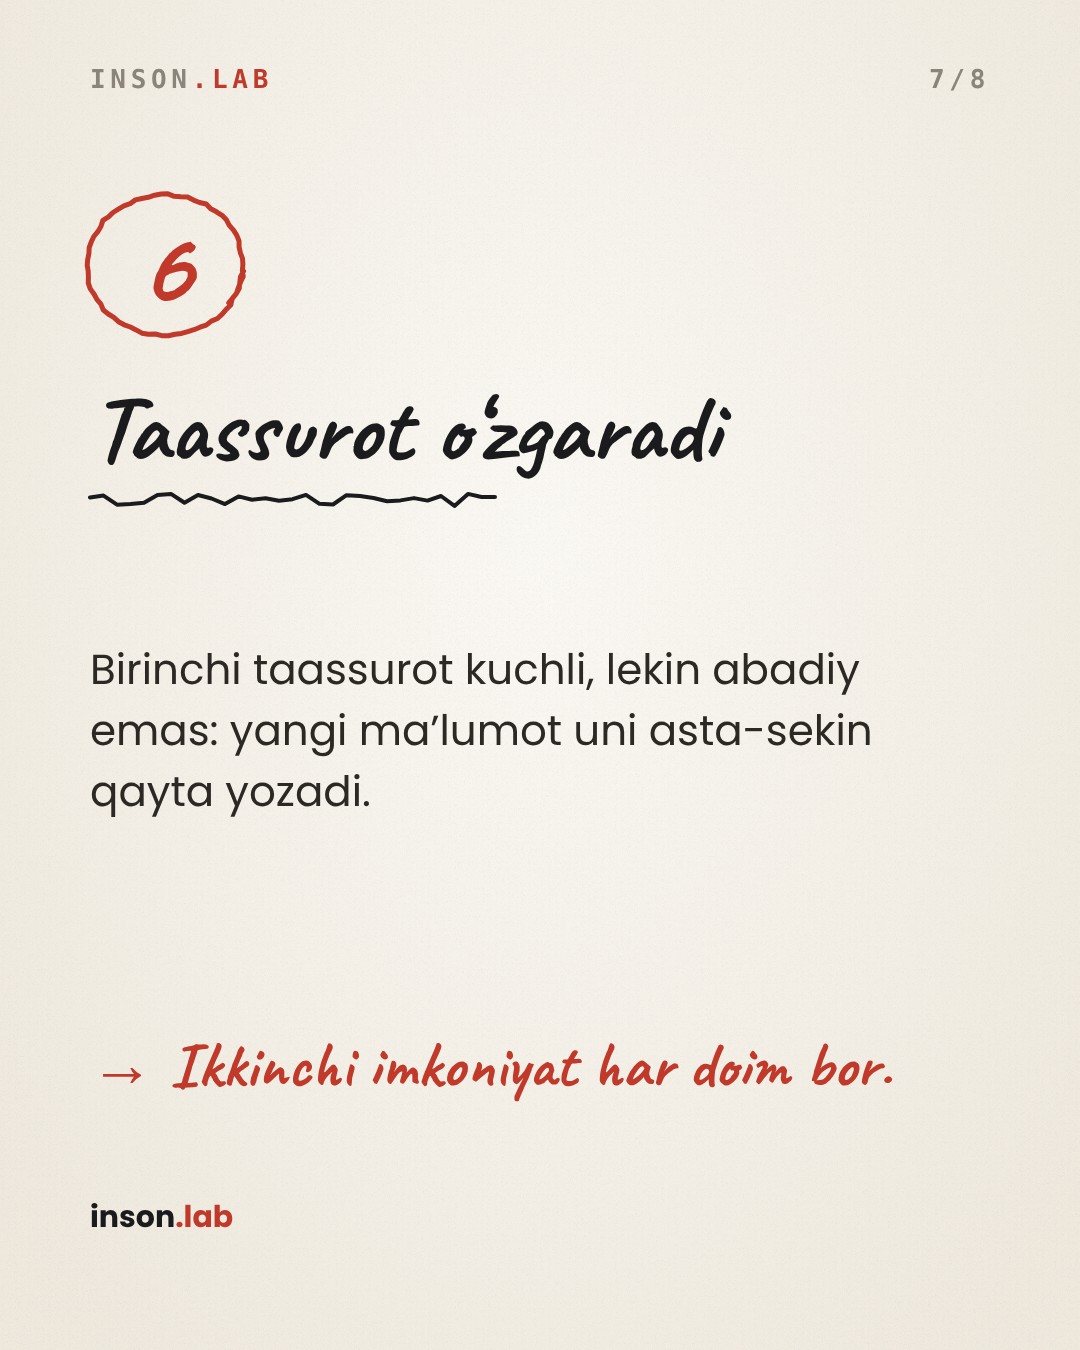 INSON.LAB
7/8
6
Taassurot o‘zgaradi
Birinchi taassurot kuchli, lekin abadiy
emas: yangi ma’lumot uni asta-sekin
qayta yozadi.
→ Ikkinchi imkoniyat har doim bor.
inson.lab